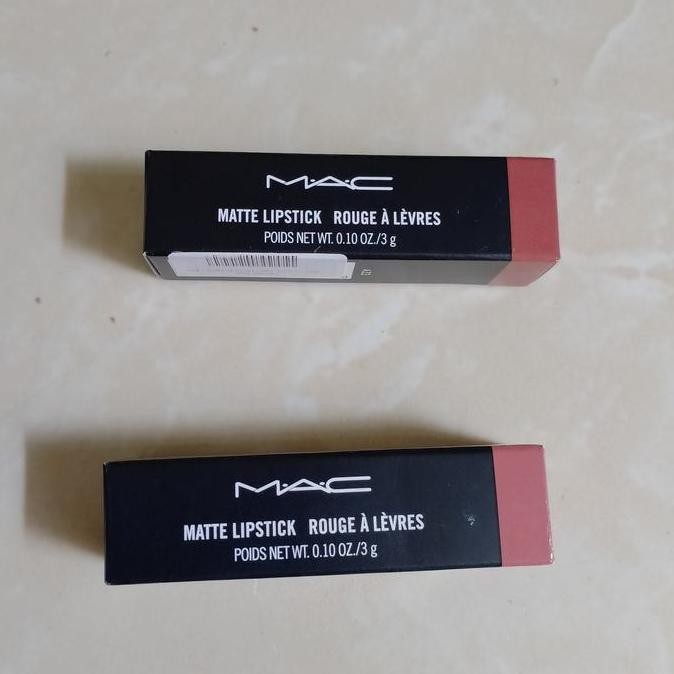 M·A·C
MATTE LIPSTICK ROUGE À LÈVRES
POIDS NET WT. 0.10 OZ./3 g
M·A·C
MATTE LIPSTICK ROUGE À LÈVRES
POIDS NET WT. 0.10 OZ./3 g